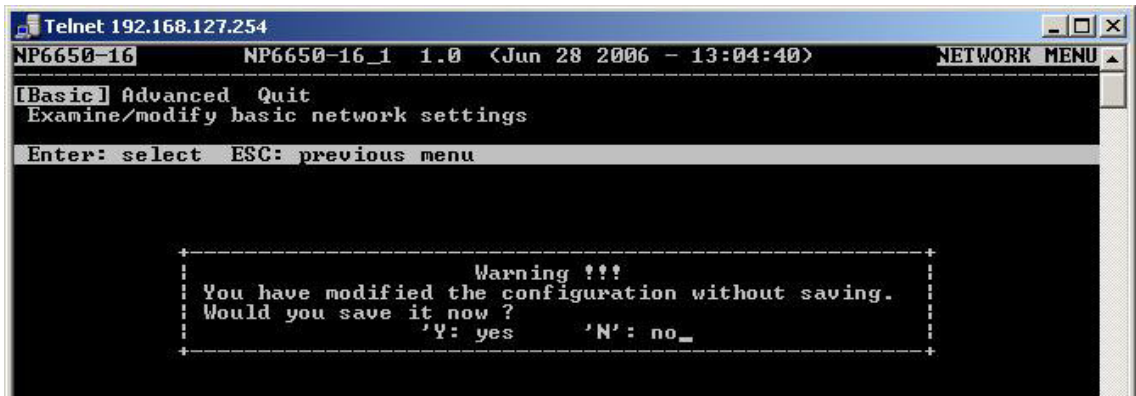 Telnet 192.168.127.254
NP6650-16 NP6650-16_1 1.0 (Jun 28 2006 - 13:04:40) NETWORK MENU
[Basic] Advanced Quit
Examine/modify basic network settings
Enter: select ESC: previous menu
Warning !!!
You have modified the configuration without saving.
Would you save it now ?
'Y: yes 'N': no_